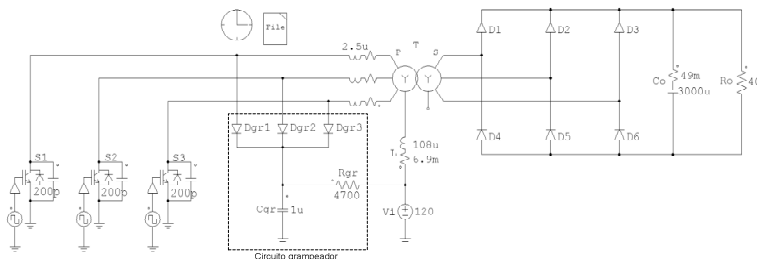 File
2.5u
P
T
S
Y
Y
D1
D2
D3
Co
49m
3000u
Ro
40
D4
D5
D6
Dgr1
Dgr2
Dgr3
108u
6.9m
Rgr
4700
Cgr
1u
Vi
120
S1
S2
S3
200p
200p
200p
Circuito grampeador